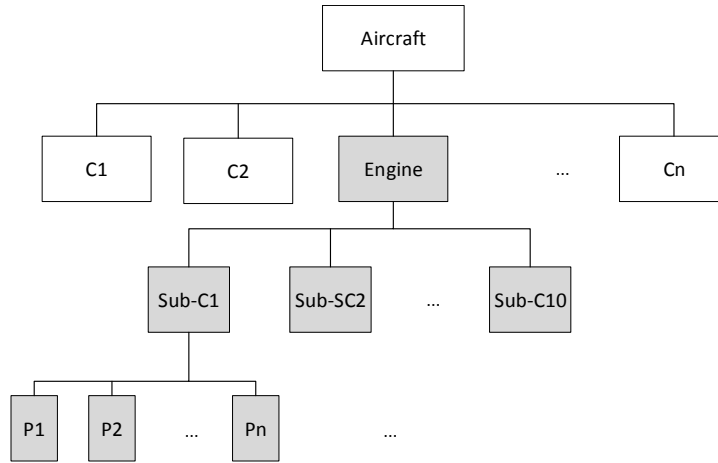 Aircraft
C1
C2
Engine
...
Cn
Sub-C1
Sub-SC2
...
Sub-C10
P1
P2
...
Pn
...